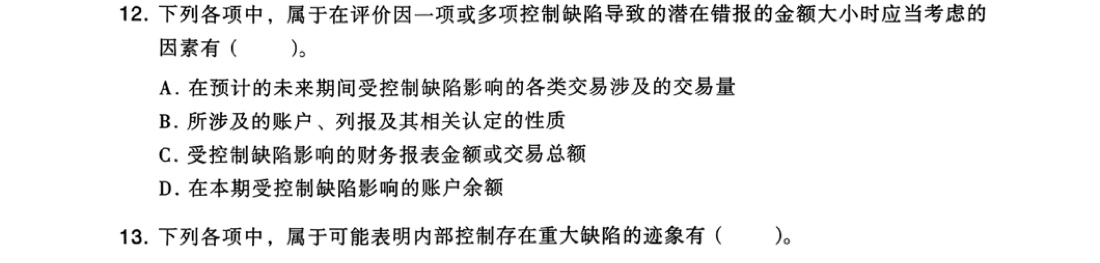 12. 下列各项中，属于在评价因一项或多项控制缺陷导致的潜在错报的金额大小时应当考虑的
因素有（　　）。
A. 在预计的未来期间受控制缺陷影响的各类交易涉及的交易量
B. 所涉及的账户、列报及其相关认定的性质
C. 受控制缺陷影响的财务报表金额或交易总额
D. 在本期受控制缺陷影响的账户余额
13. 下列各项中，属于可能表明内部控制存在重大缺陷的迹象有（　　）。